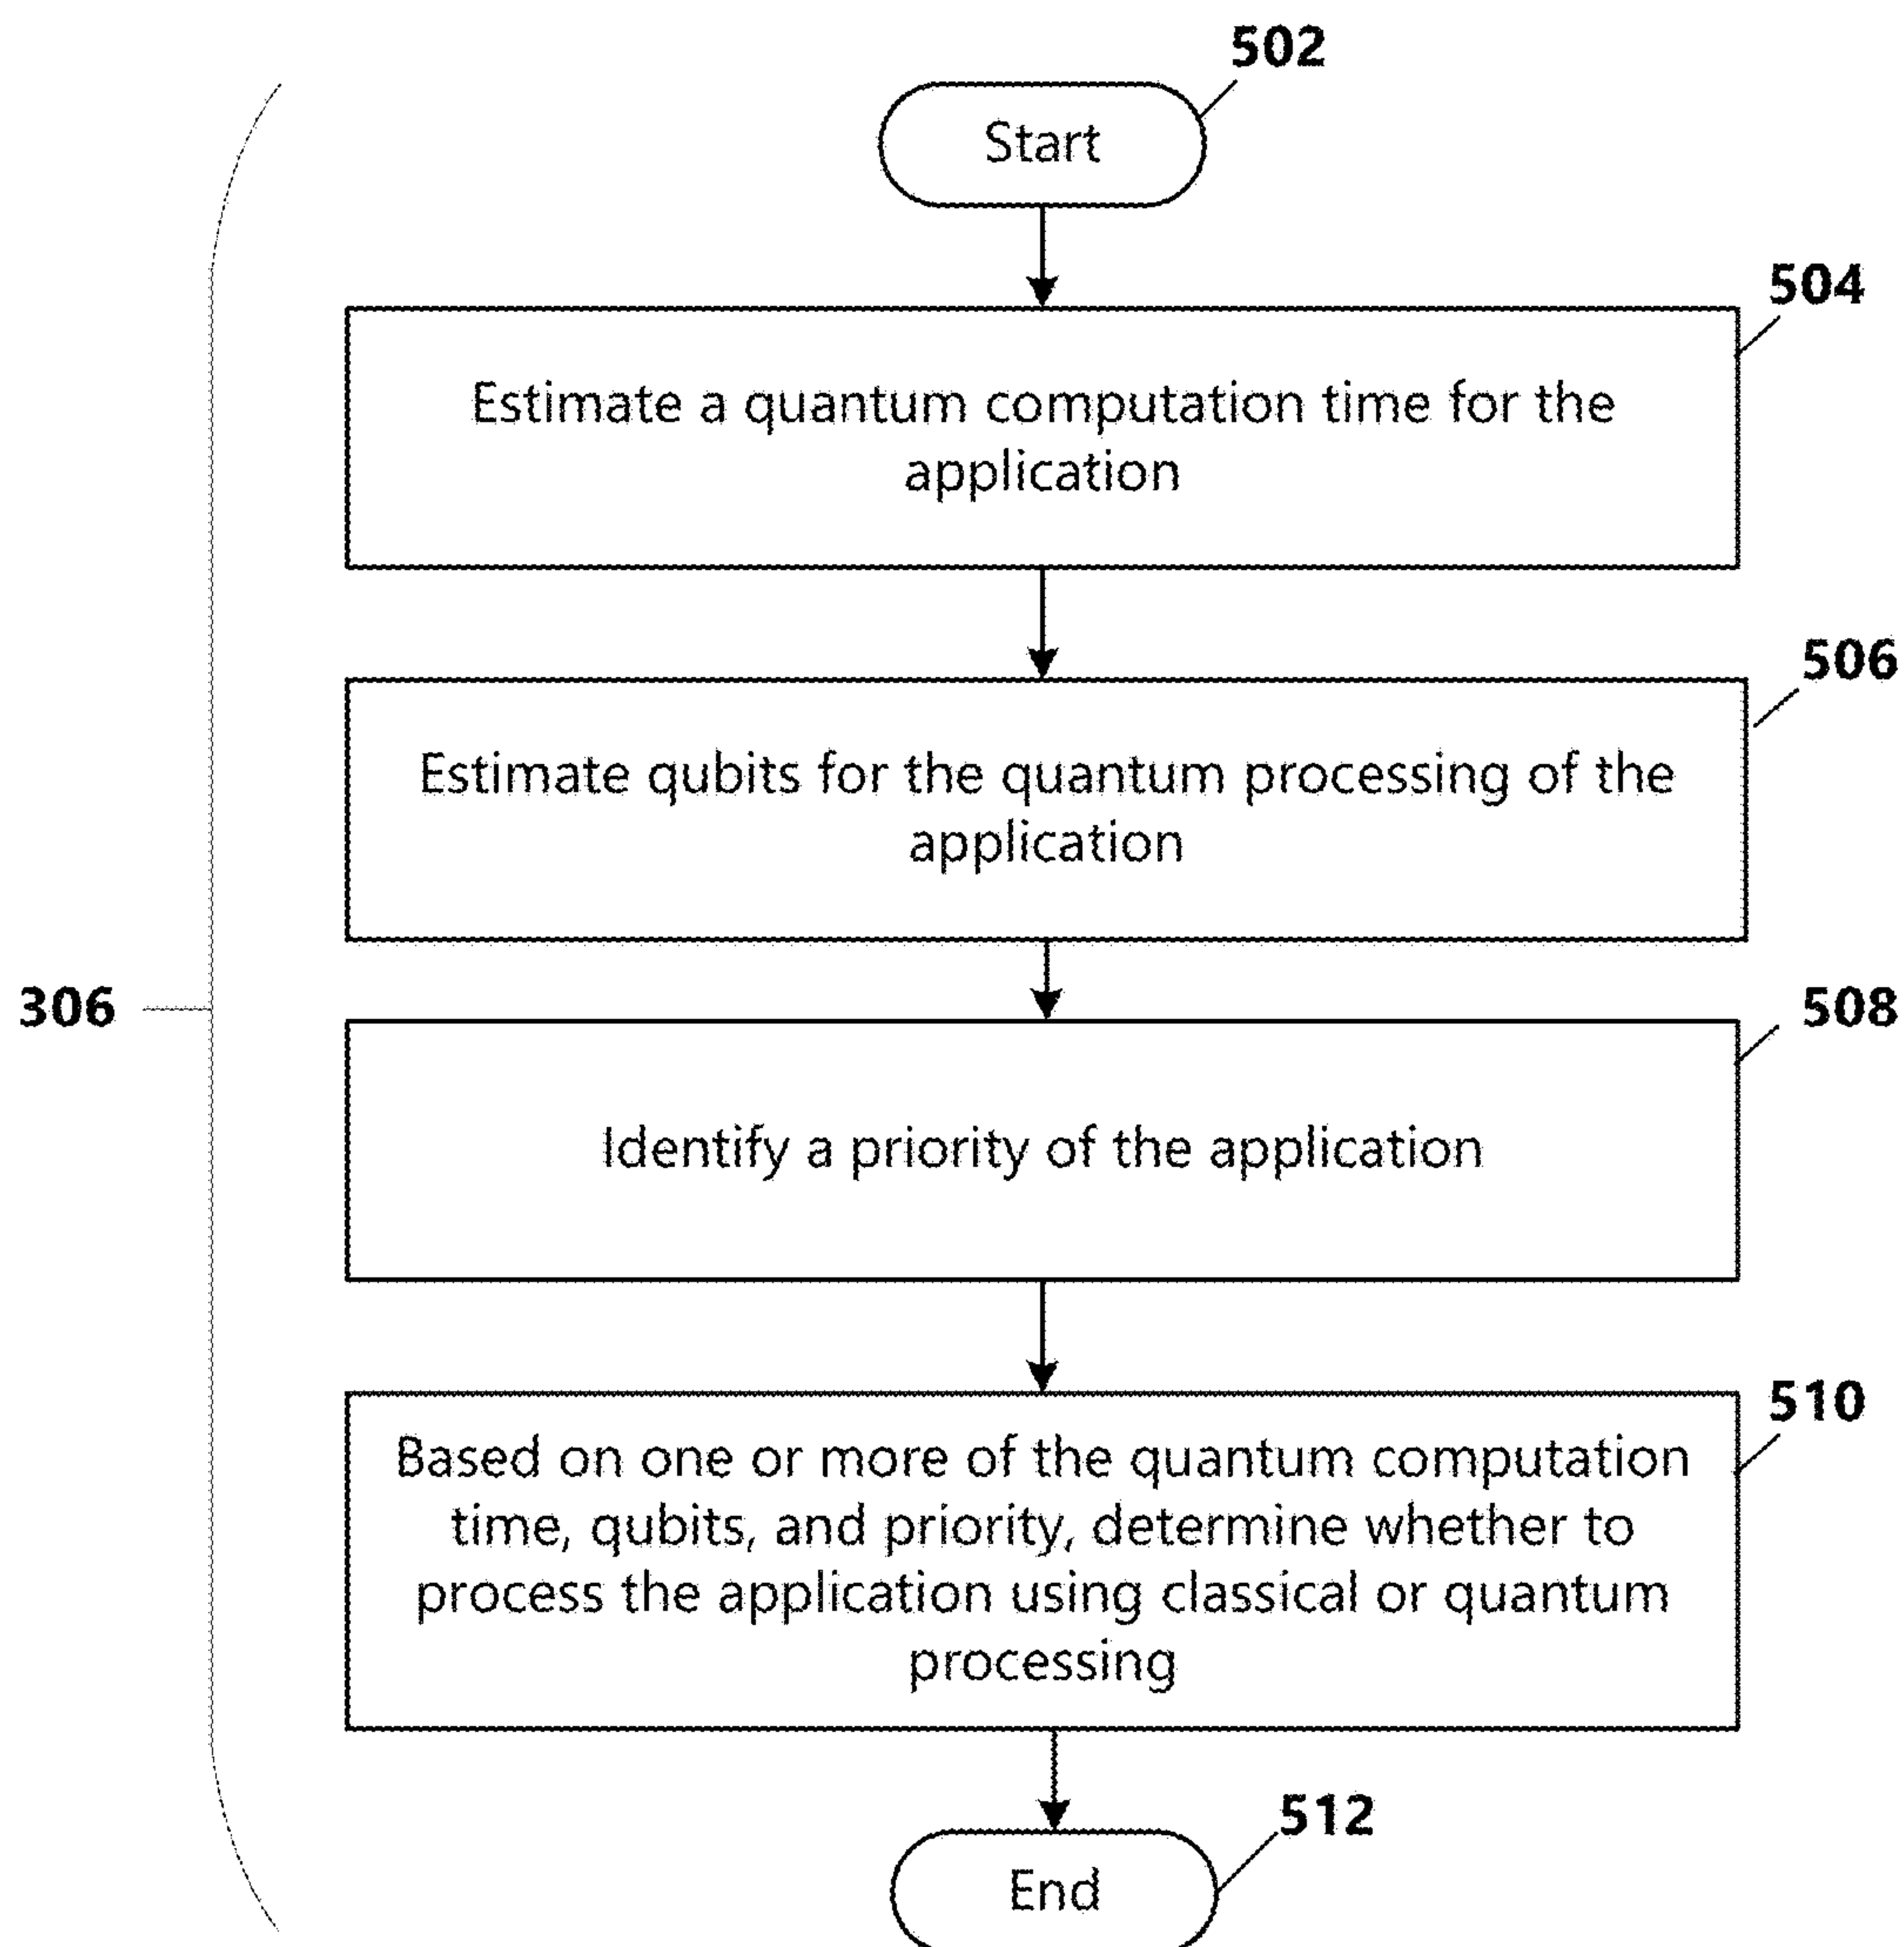 502
Start
504
Estimate a quantum computation time for the
application
506
Estimate qubits for the quantum processing of the
application
306
508
Identify a priority of the application
510
Based on one or more of the quantum computation
time, qubits, and priority, determine whether to
process the application using classical or quantum
processing
512
End